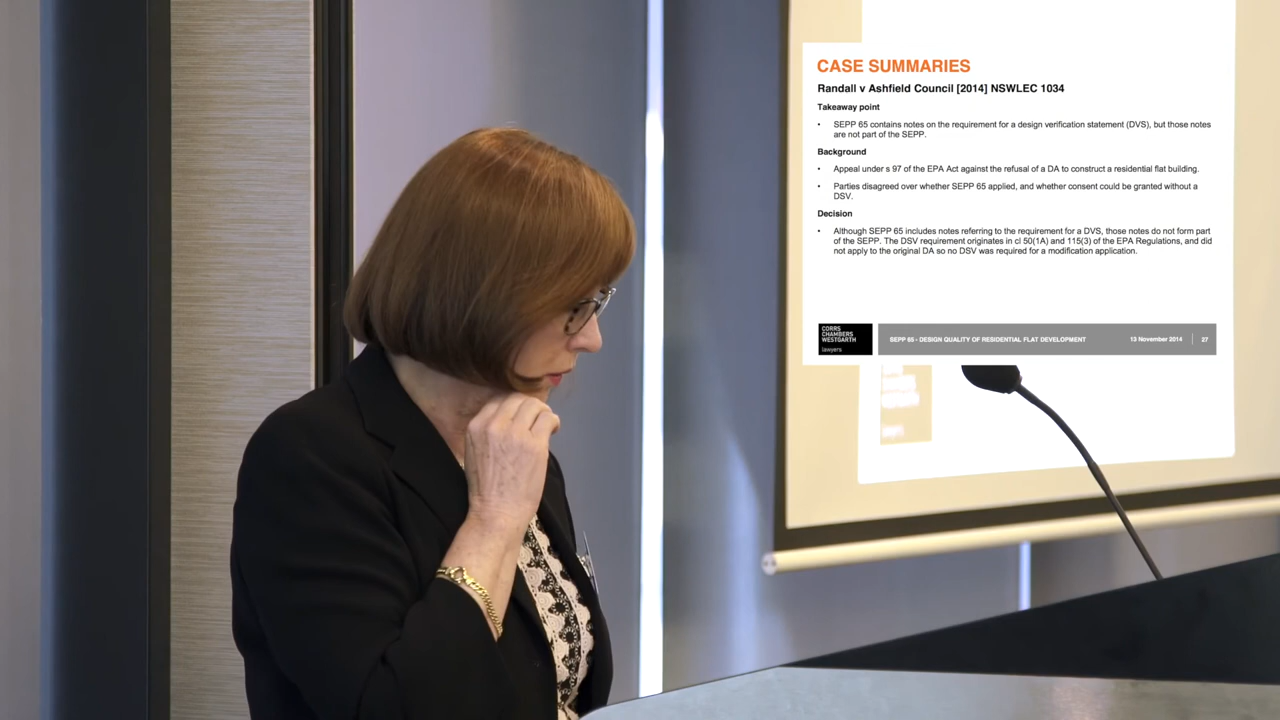 CASE SUMMARIES
Randall v Ashfield Council [2014] NSWLEC 1034
Takeaway point
• SEPP 65 contains notes on the requirement for a design verification statement (DVS), but those notes
are not part of the SEPP.
Background
• Appeal under s 97 of the EPA Act against the refusal of a DA to construct a residential flat building.
• Parties disagreed over whether SEPP 65 applied, and whether consent could be granted without a
DSV.
Decision
• Although SEPP 65 includes notes referring to the requirement for a DVS, those notes do not form part
of the SEPP. The DSV requirement originates in cl 50(1A) and 115(3) of the EPA Regulations, and did
not apply to the original DA so no DSV was required for a modification application.
CORRS
CHAMBERS
WESTGARTH
lawyers
SEPP 65 - DESIGN QUALITY OF RESIDENTIAL FLAT DEVELOPMENT 13 November 2014 27